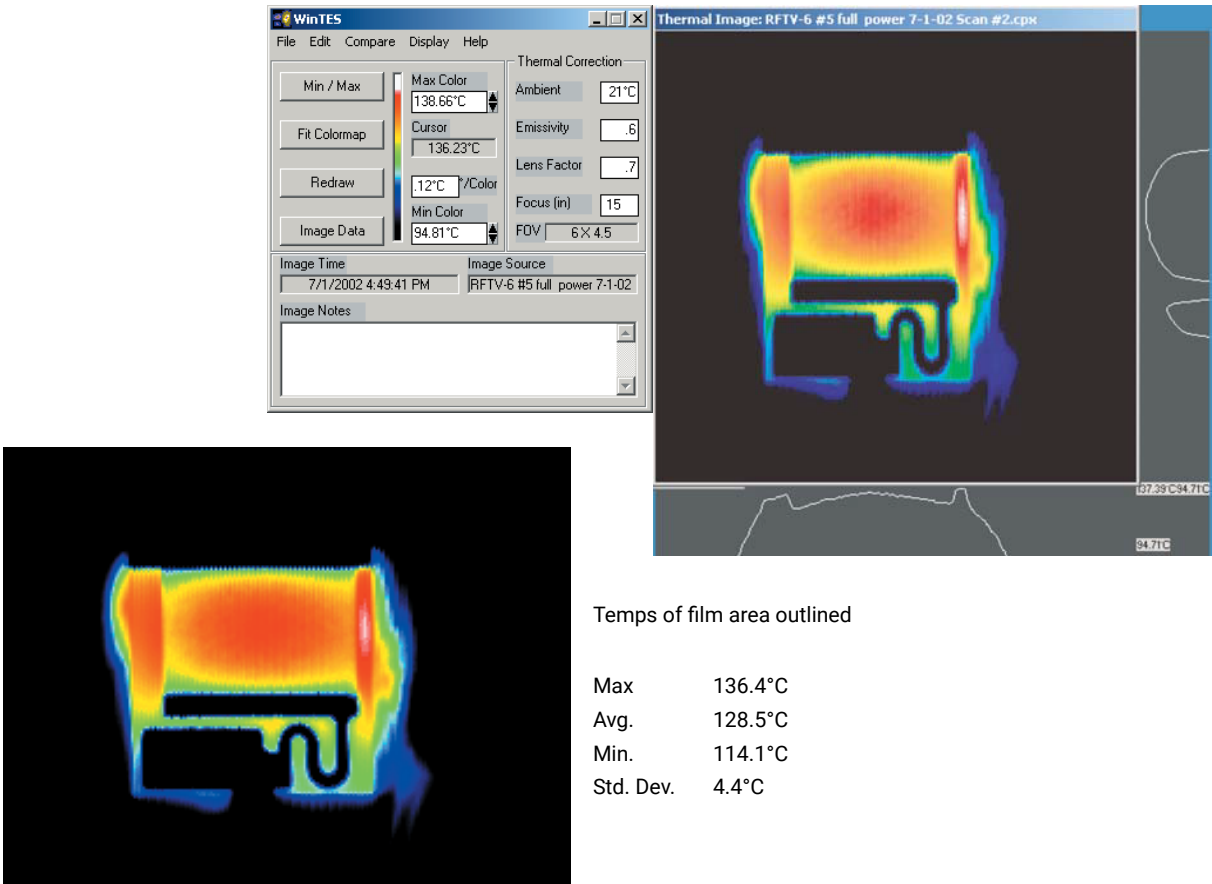 WinTES
File Edit Compare Display Help
Min / Max
Fit Colormap
Redraw
Image Data
Max Color
138.66°C
Cursor
136.23°C
.12°C °/Color
Min Color
94.81°C
Thermal Correction
Ambient 21°C
Emissivity .6
Lens Factor .7
Focus (in) 15
FOV 6 X 4.5
Image Time
7/1/2002 4:49:41 PM
Image Source
RFTV-6 #5 full power 7-1-02
Image Notes
Thermal Image: RFTV-6 #5 full power 7-1-02 Scan #2.cpx
137.39 C94.71°C
94.71°C
Temps of film area outlined
Max 136.4°C
Avg. 128.5°C
Min. 114.1°C
Std. Dev. 4.4°C